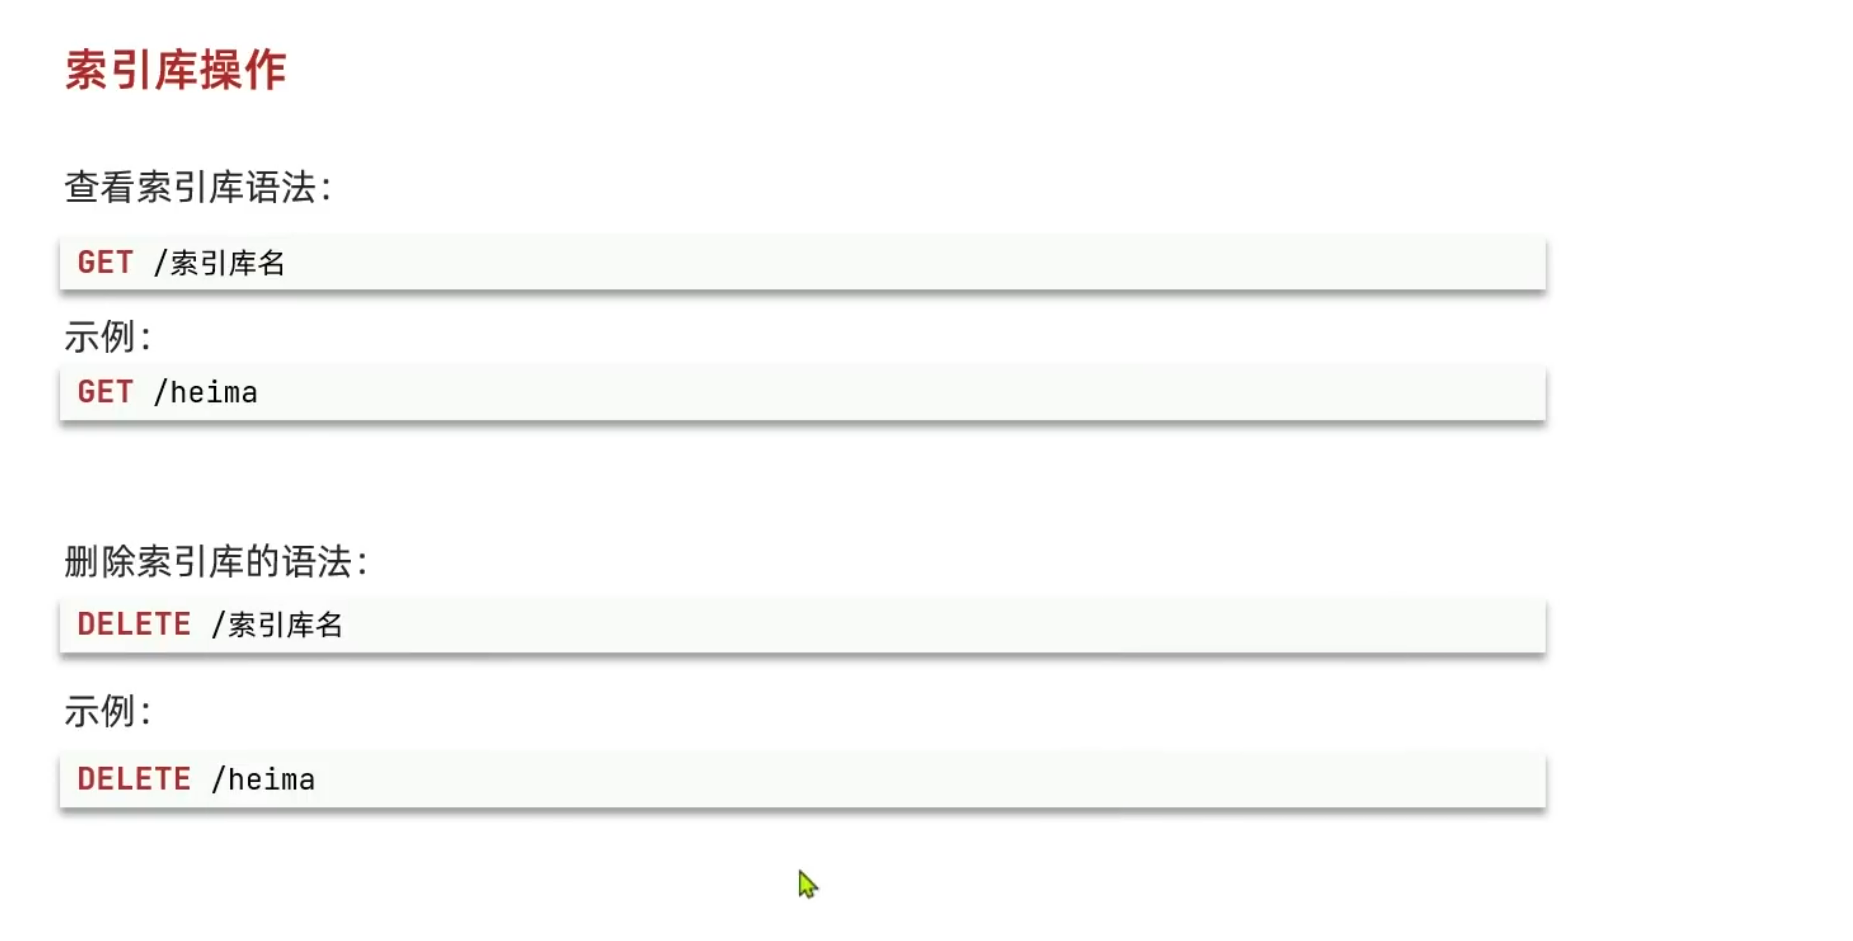 索引库操作
查看索引库语法：
GET /索引库名
示例：
GET /heima
删除索引库的语法：
DELETE /索引库名
示例：
DELETE /heima